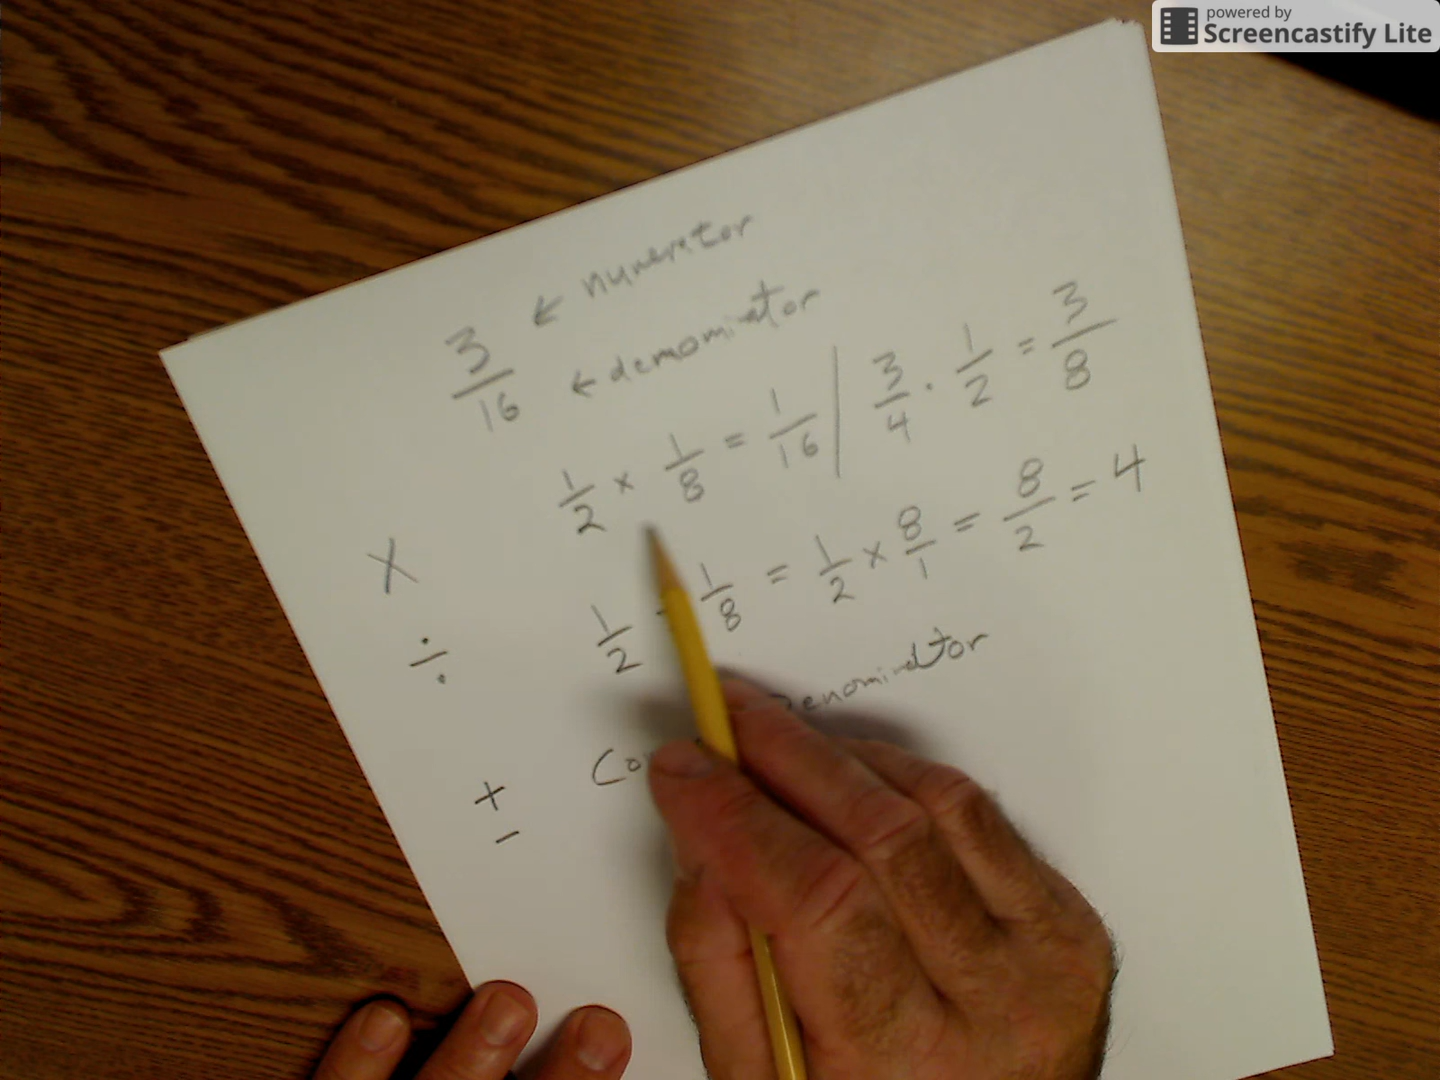 powered by
Screencastify Lite
3/16 ← numerator
← demominator
1/2 × 1/8 = 1/16 | 3/4 · 1/2 = 3/8
×
÷ 1/2 1/8 = 1/2 × 8/1 = 8/2 = 4
+
−